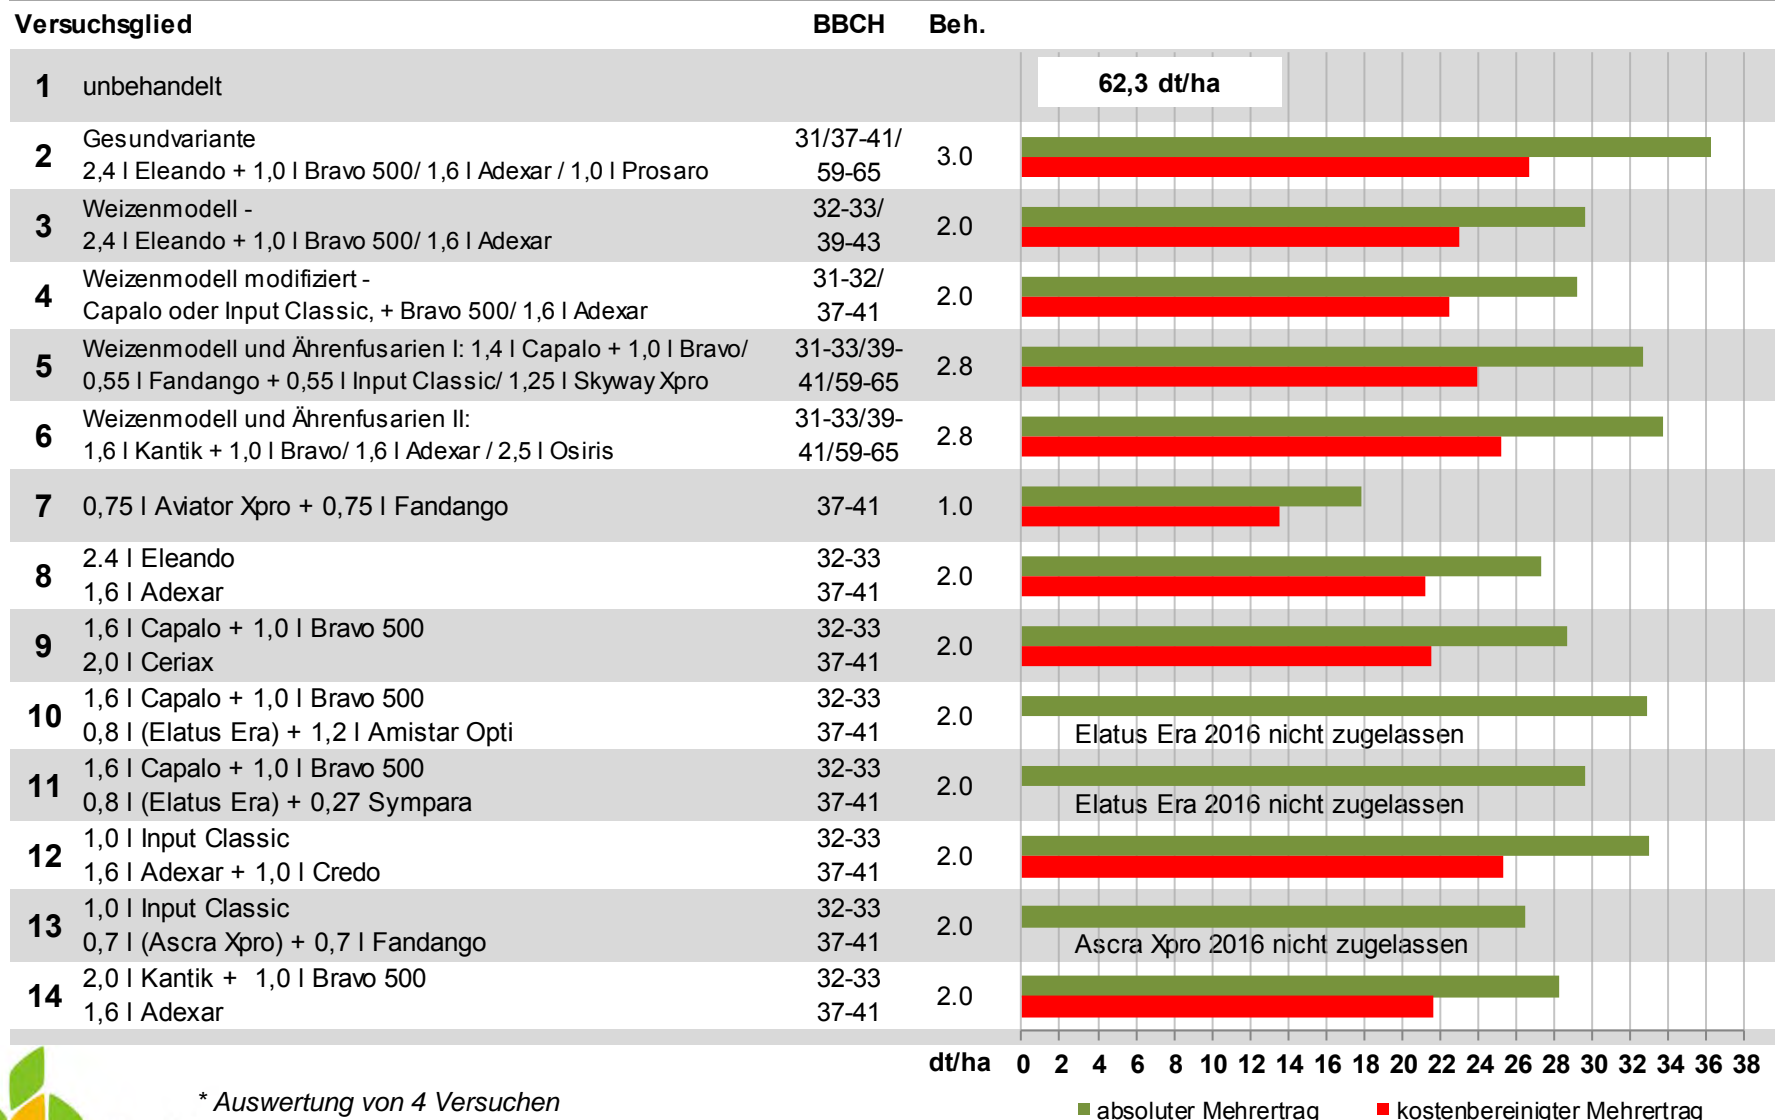 Versuchsglied BBCH Beh.
1 unbehandelt 62,3 dt/ha
Gesundvariante 31/37-41/
2 3.0
2,4 l Eleando + 1,0 l Bravo 500/ 1,6 l Adexar / 1,0 l Prosaro 59-65
Weizenmodell - 32-33/
3 2.0
2,4 l Eleando + 1,0 l Bravo 500/ 1,6 l Adexar 39-43
Weizenmodell modifiziert - 31-32/
4 2.0
Capalo oder Input Classic, + Bravo 500/ 1,6 l Adexar 37-41
Weizenmodell und Ährenfusarien I: 1,4 l Capalo + 1,0 l Bravo/ 31-33/39-
5 2.8
0,55 l Fandango + 0,55 l Input Classic/ 1,25 l Skyway Xpro 41/59-65
Weizenmodell und Ährenfusarien II: 31-33/39-
6 2.8
1,6 l Kantik + 1,0 l Bravo/ 1,6 l Adexar / 2,5 l Osiris 41/59-65
7 0,75 l Aviator Xpro + 0,75 l Fandango 37-41 1.0
2.4 l Eleando 32-33
8 2.0
1,6 l Adexar 37-41
1,6 l Capalo + 1,0 l Bravo 500 32-33
9 2.0
2,0 l Ceriax 37-41
1,6 l Capalo + 1,0 l Bravo 500 32-33
10 2.0
0,8 l (Elatus Era) + 1,2 l Amistar Opti 37-41 Elatus Era 2016 nicht zugelassen
1,6 l Capalo + 1,0 l Bravo 500 32-33
11 2.0
0,8 l (Elatus Era) + 0,27 Sympara 37-41 Elatus Era 2016 nicht zugelassen
1,0 l Input Classic 32-33
12 2.0
1,6 l Adexar + 1,0 l Credo 37-41
1,0 l Input Classic 32-33
13 2.0
0,7 l (Ascra Xpro) + 0,7 l Fandango 37-41 Ascra Xpro 2016 nicht zugelassen
2,0 l Kantik + 1,0 l Bravo 500 32-33
14 2.0
1,6 l Adexar 37-41
dt/ha 0 2 4 6 8 10 12 14 16 18 20 22 24 26 28 30 32 34 36 38
* Auswertung von 4 Versuchen
absoluter Mehrertrag kostenbereinigter Mehrertrag